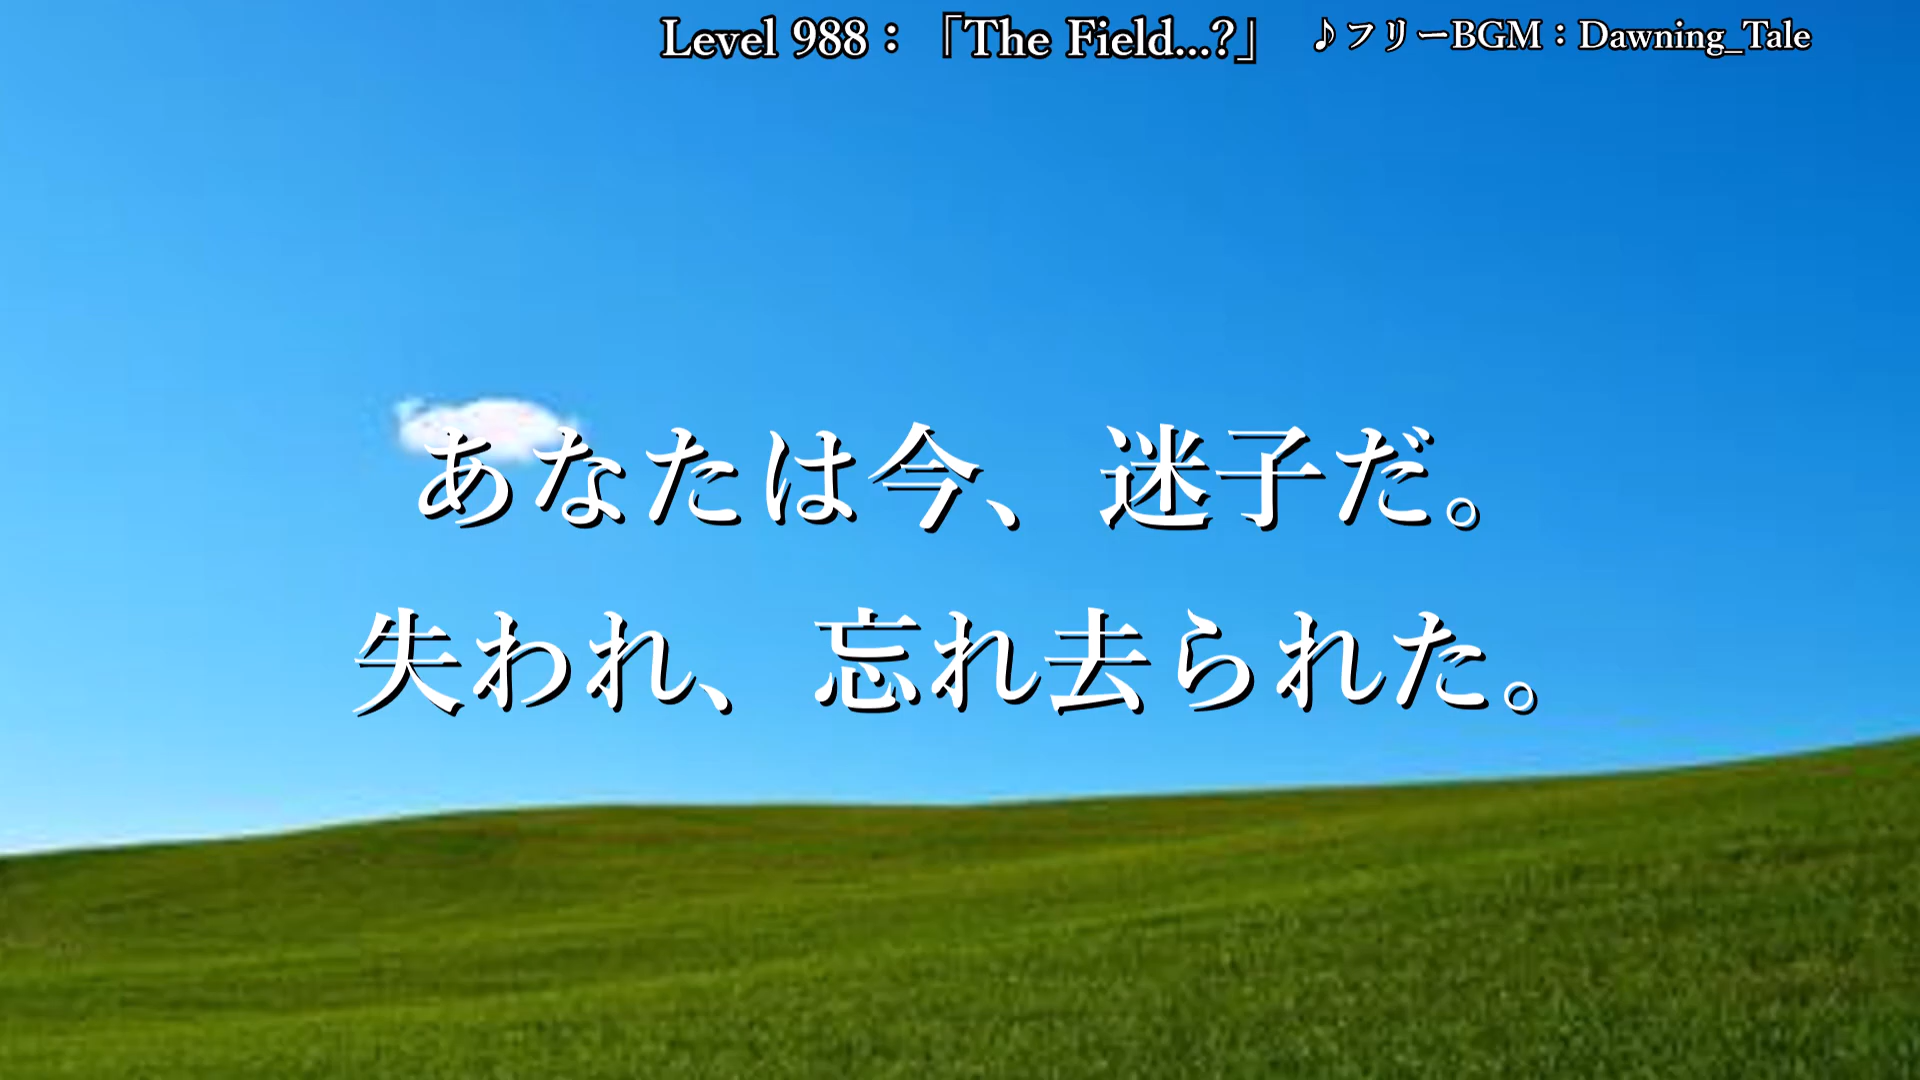 Level 988：「The Field...?」 ♪フリーBGM：Dawning_Tale
あなたは今、迷子だ。
失われ、忘れ去られた。